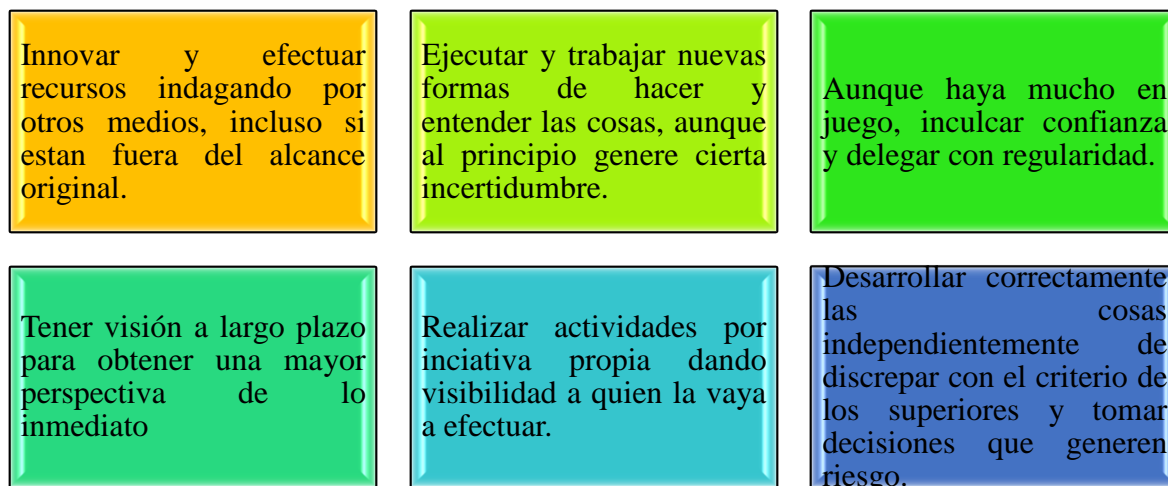 Innovar y efectuar
recursos indagando por
otros medios, incluso si
estan fuera del alcance
original.
Ejecutar y trabajar nuevas
formas de hacer y
entender las cosas, aunque
al principio genere cierta
incertidumbre.
Aunque haya mucho en
juego, inculcar confianza
y delegar con regularidad.
Tener visión a largo plazo
para obtener una mayor
perspectiva de lo
inmediato
Realizar actividades por
inciativa propia dando
visibilidad a quien la vaya
a efectuar.
Desarrollar correctamente
las cosas
independientemente de
discrepar con el criterio de
los superiores y tomar
decisiones que generen
riesgo.